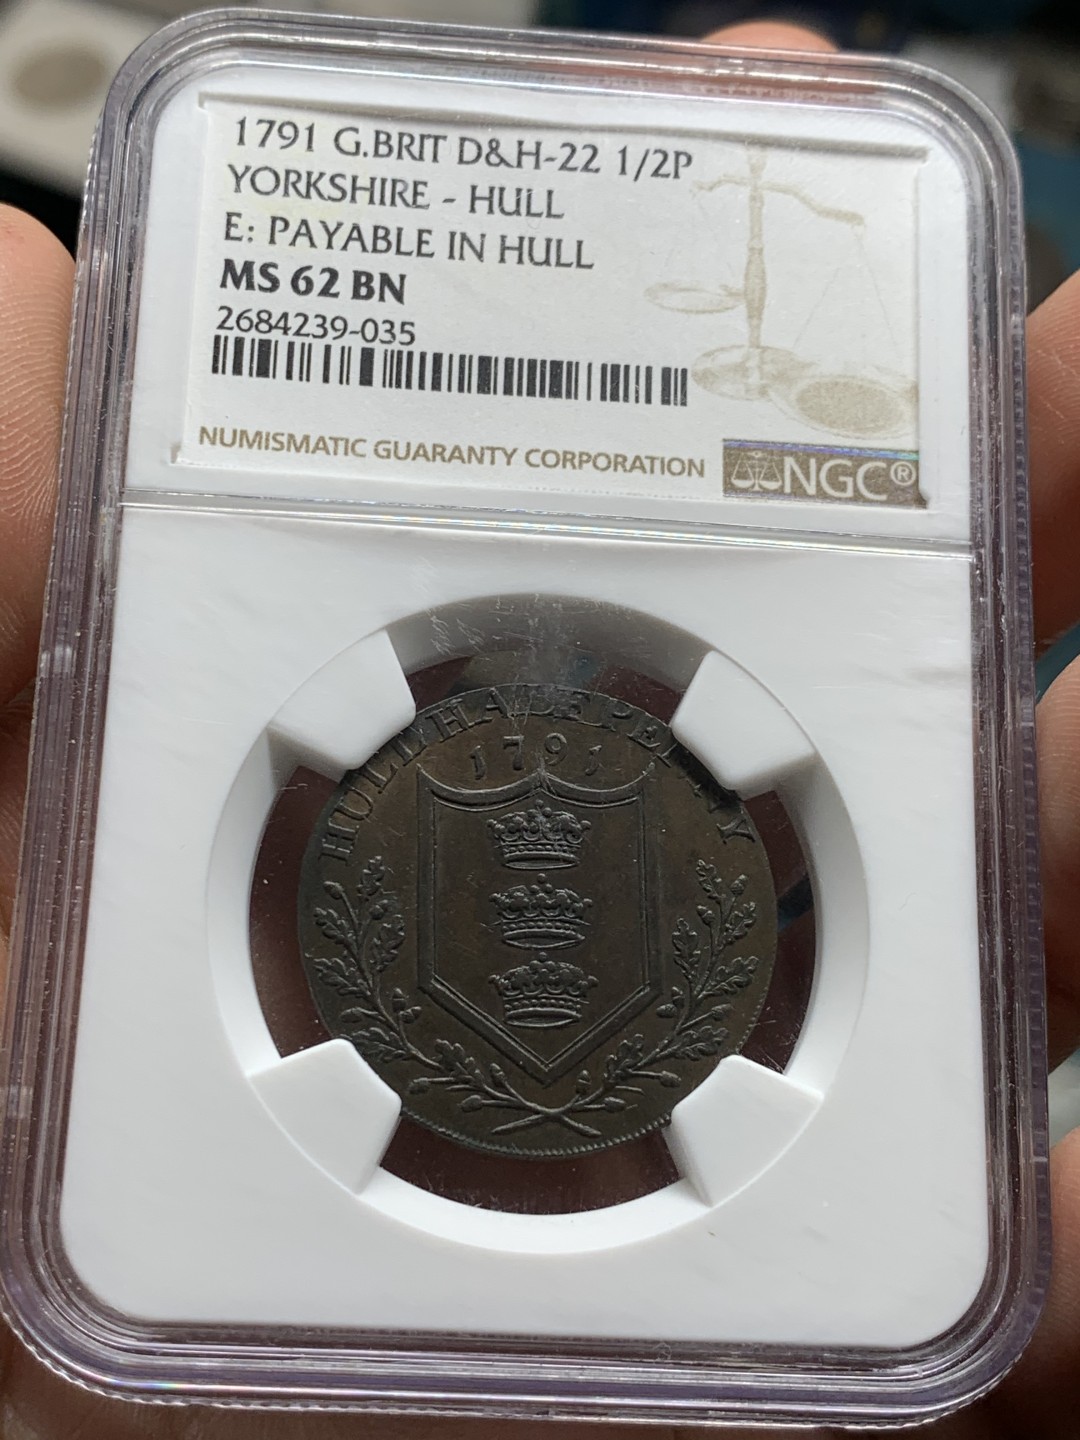 1791 G.BRIT D&H-22 1/2P
YORKSHIRE - HULL
E: PAYABLE IN HULL
MS 62 BN
2684239-035
NUMISMATIC GUARANTY CORPORATION
NGC®
HULL HALFPENNY
1791